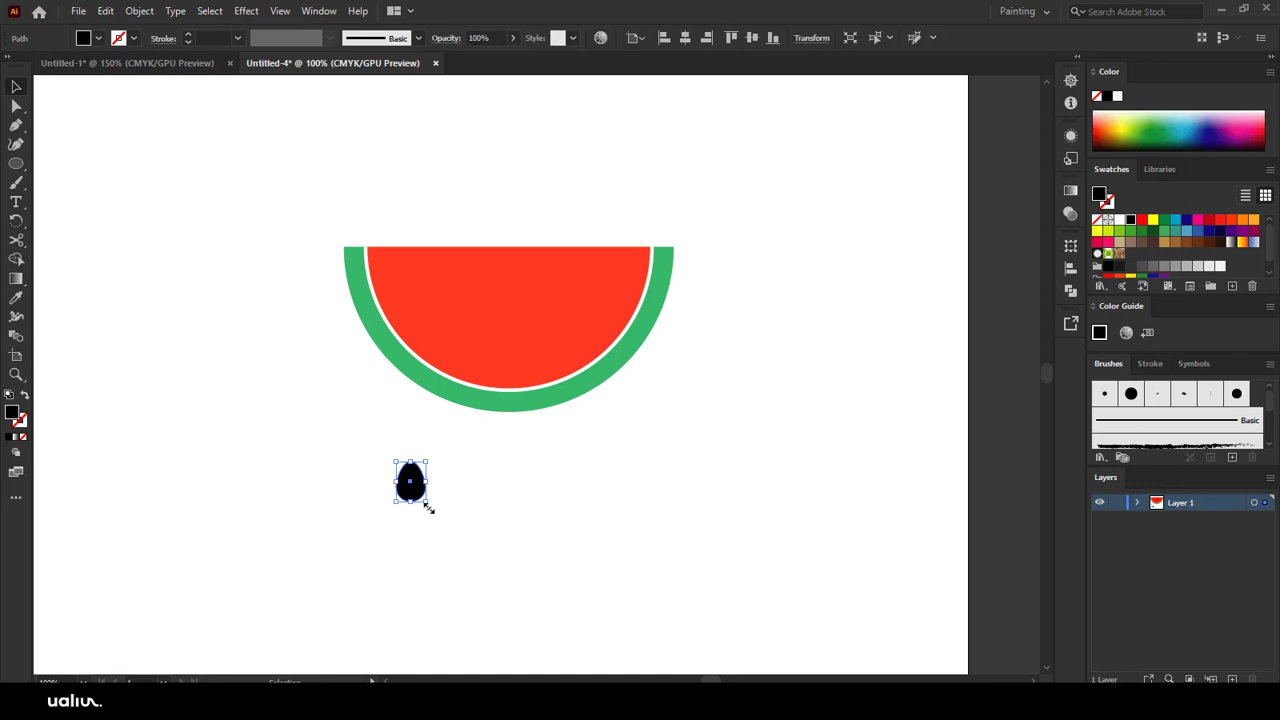 Ai File Edit Object Type Select Effect View Window Help Painting Search Adobe Stock
Path Stroke: Basic Opacity: 100% Style: Transform
Untitled-1* @ 150% (CMYK/GPU Preview) × Untitled-4* @ 100% (CMYK/GPU Preview) ×
Color
Swatches Libraries
Color Guide
Brushes Stroke Symbols
Basic
Layers
Layer 1
1 Layer